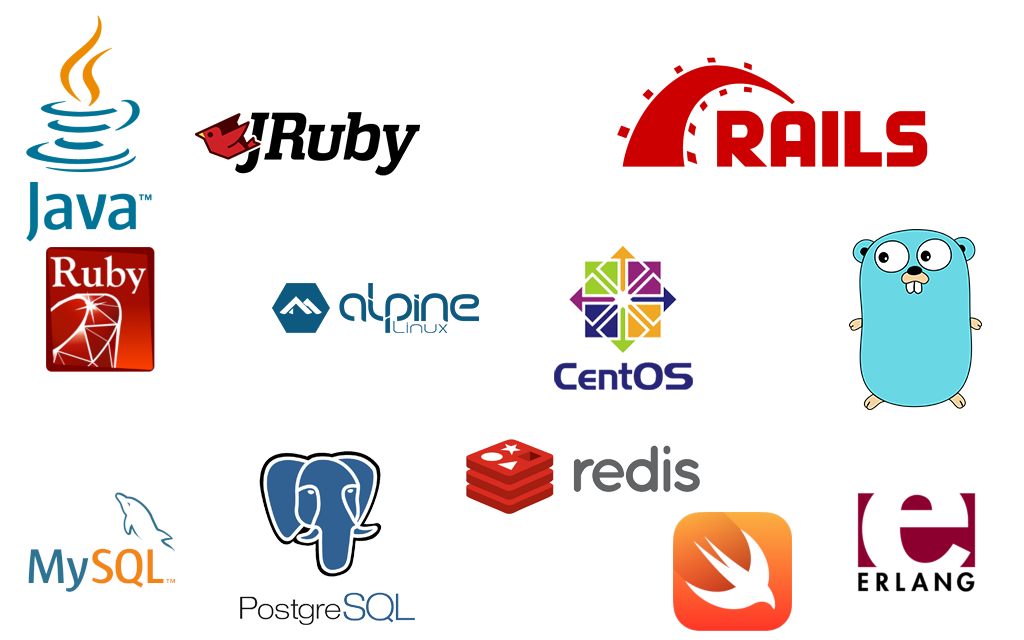 Java™
JRuby
RAILS
Ruby
alpine
Linux
CentOS
redis
MySQL™
PostgreSQL
e
ERLANG